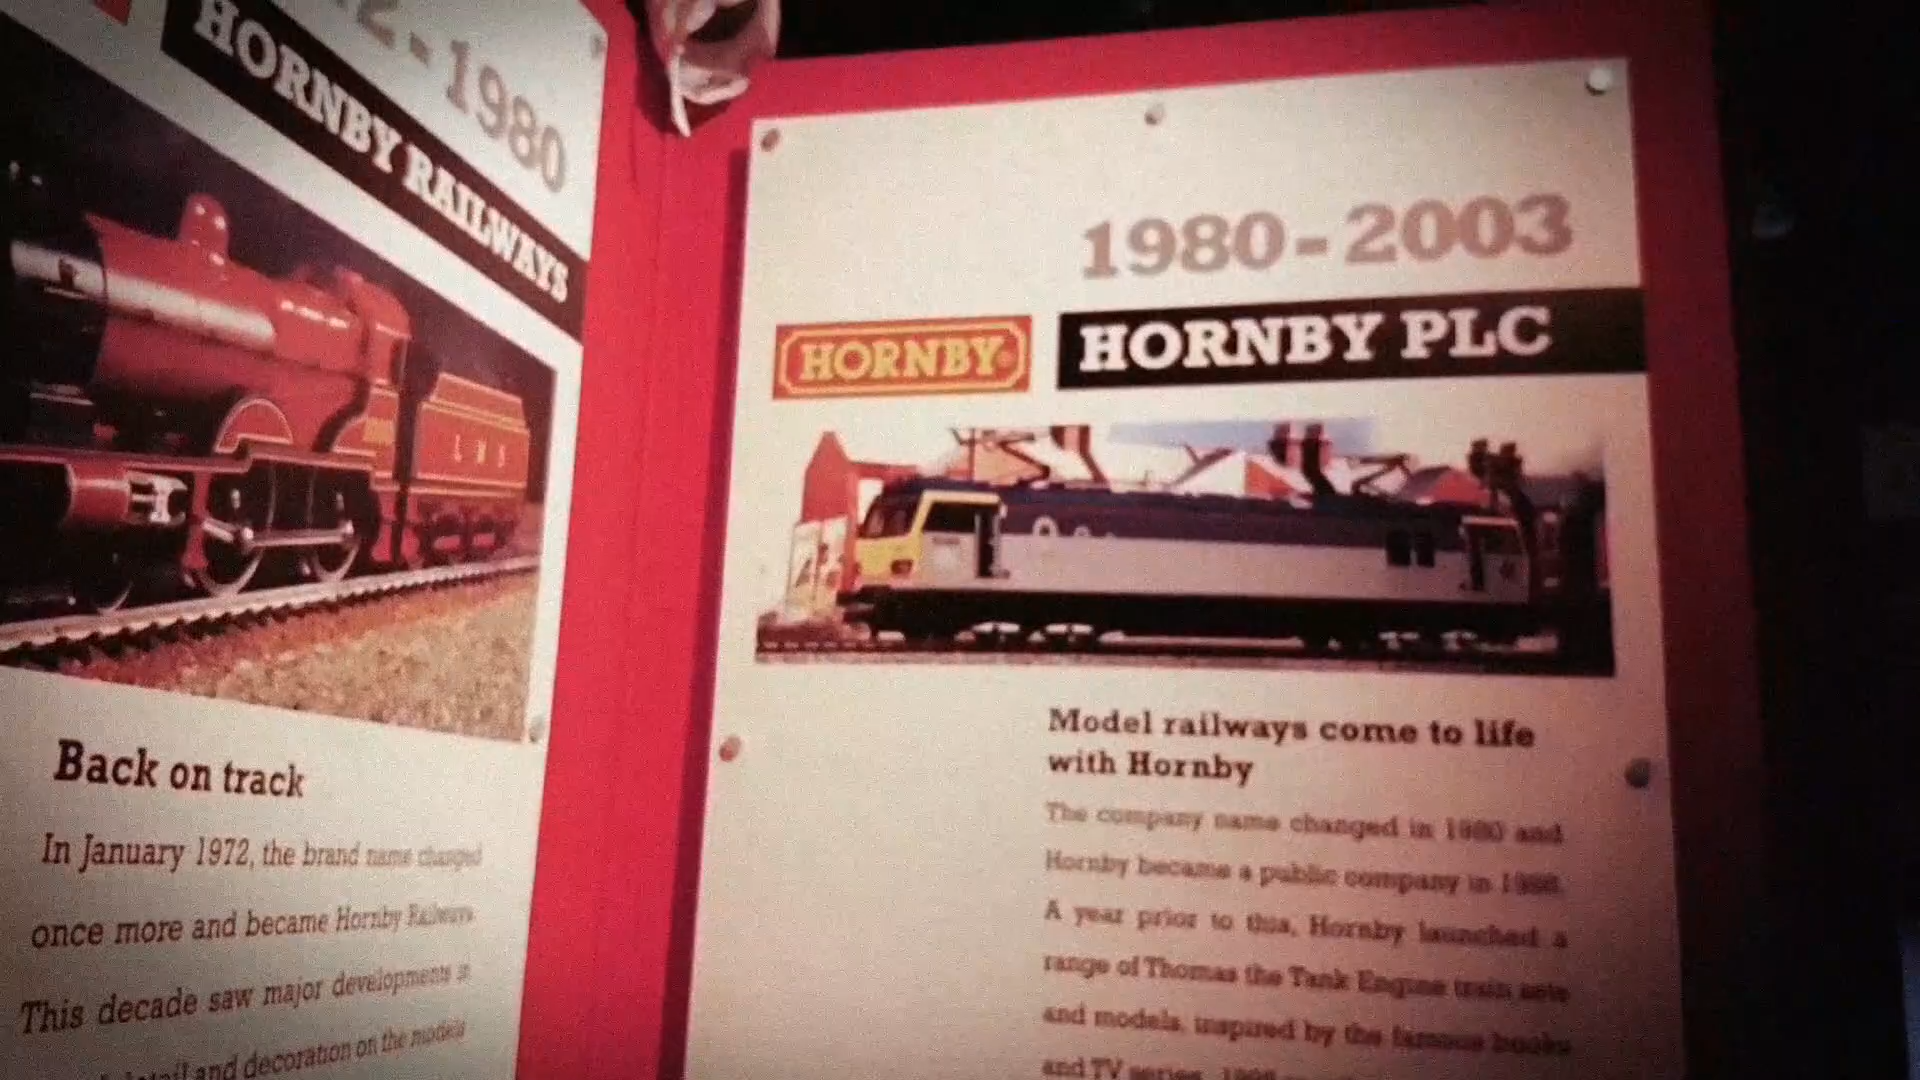 2-1980
HORNBY RAILWAYS
LMS
Back on track
In January 1972, the brand name changed
once more and became Hornby Railways.
This decade saw major developments in
and decoration on the models
1980-2003
HORNBY
HORNBY PLC
Model railways come to life
with Hornby
The company name changed in 1980 and
Hornby became a public company in 1986.
A year prior to this, Hornby launched a
range of Thomas the Tank Engine train sets
and models, inspired by the famous books
and TV series.